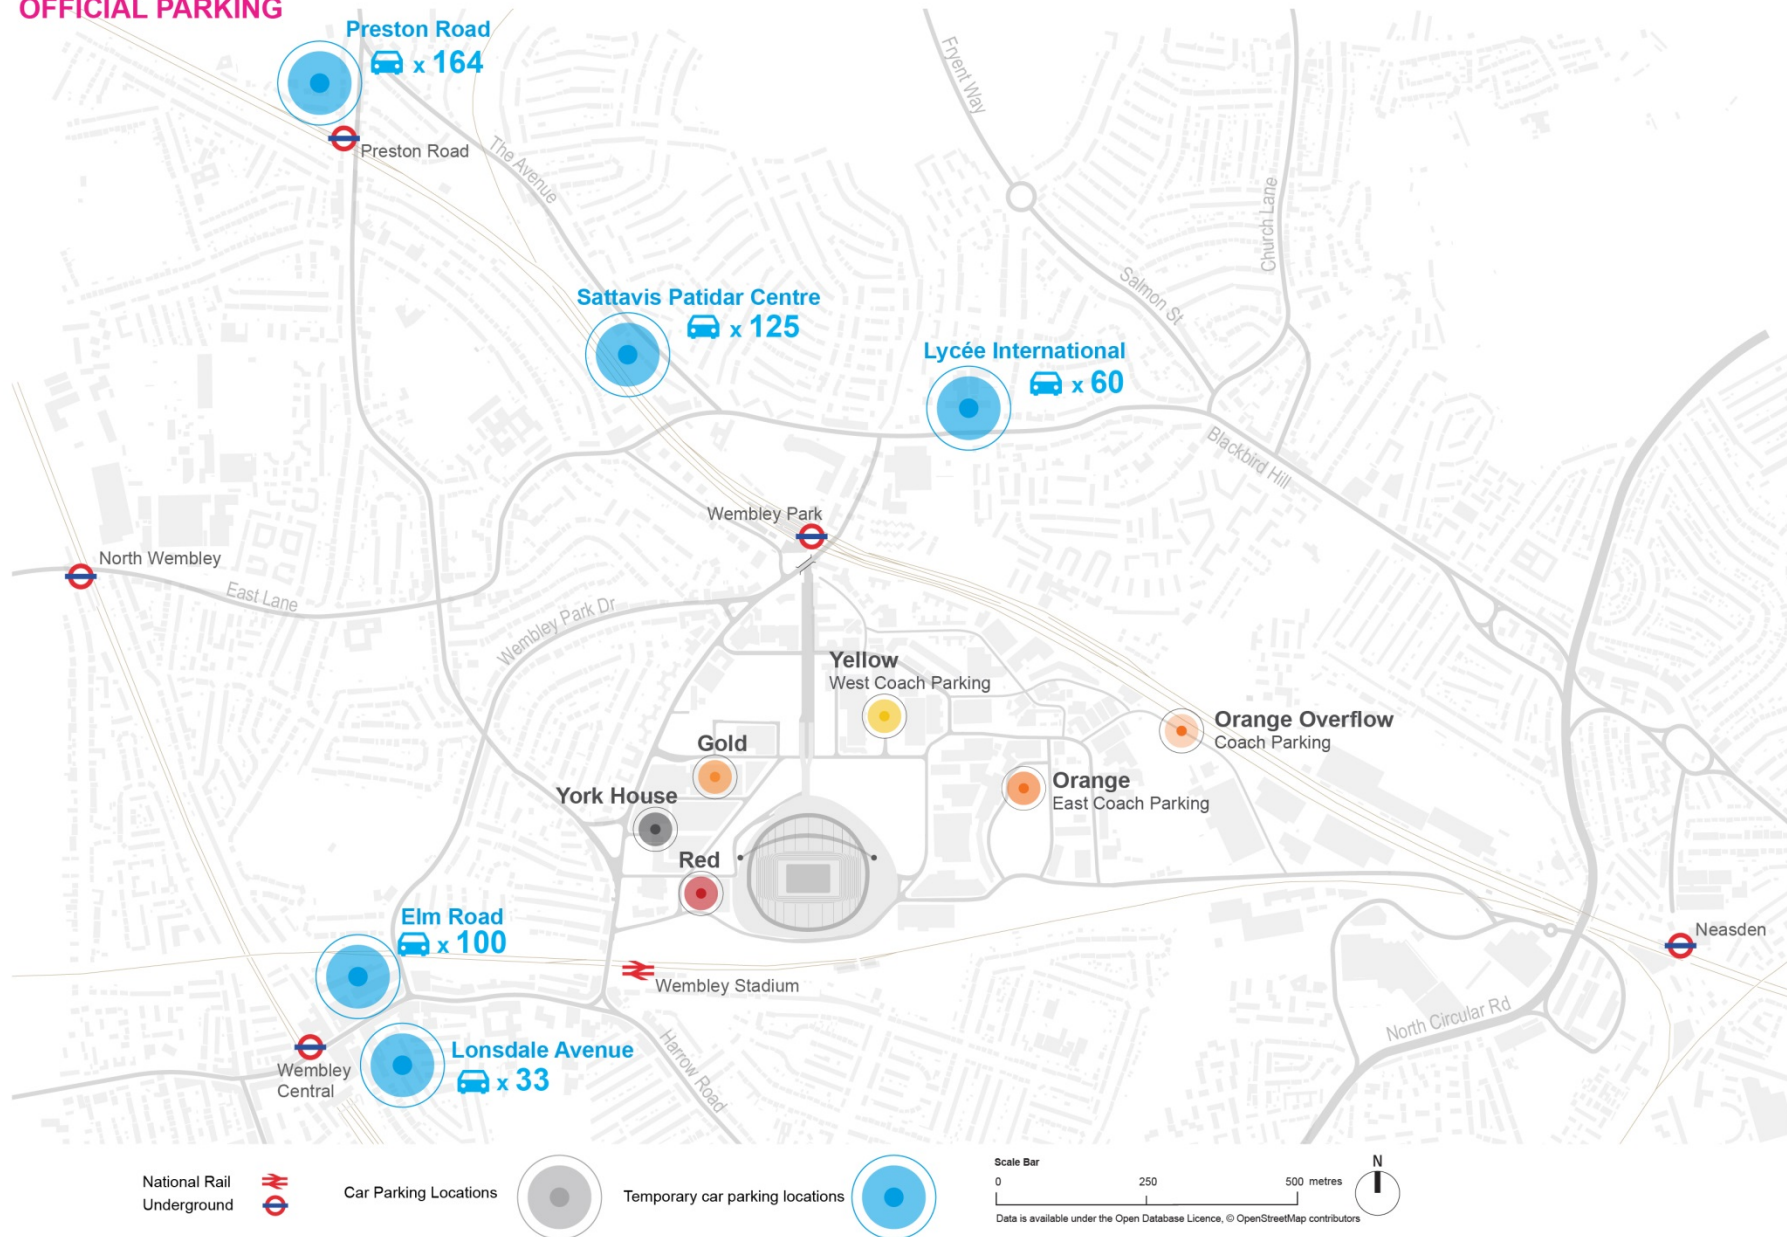 OFFICIAL PARKING
Preston Road
x 164
Preston Road
The Avenue
Fryent Way
Church Lane
Salmon St
Sattavis Patidar Centre
x 125
Lycée International
x 60
Blackbird Hill
Wembley Park
North Wembley
East Lane
Wembley Park Dr
Yellow
West Coach Parking
Orange Overflow
Coach Parking
Gold
Orange
East Coach Parking
York House
Red
Elm Road
x 100
Wembley Stadium
Neasden
North Circular Rd
Harrow Road
Lonsdale Avenue
x 33
Wembley
Central
National Rail
Underground
Car Parking Locations
Temporary car parking locations
Scale Bar
0 250 500 metres
Data is available under the Open Database Licence, © OpenStreetMap contributors
N